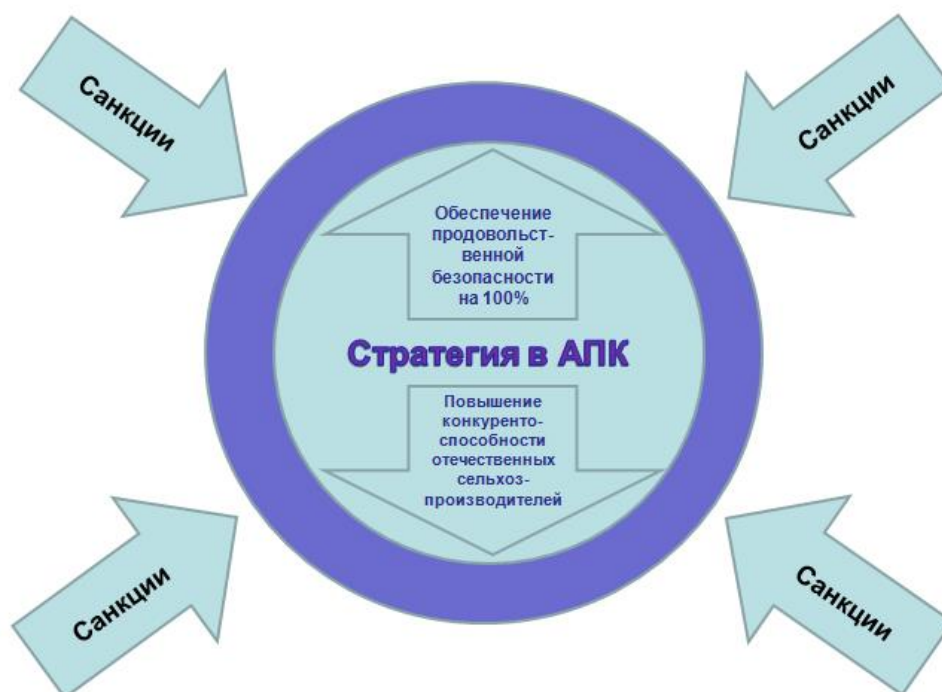 Санкции
Санкции
Обеспечение
продовольст-
венной
безопасности
на 100%
Стратегия в АПК
Повышение
конкуренто-
способности
отечественных
сельхоз-
производителей
Санкции
Санкции